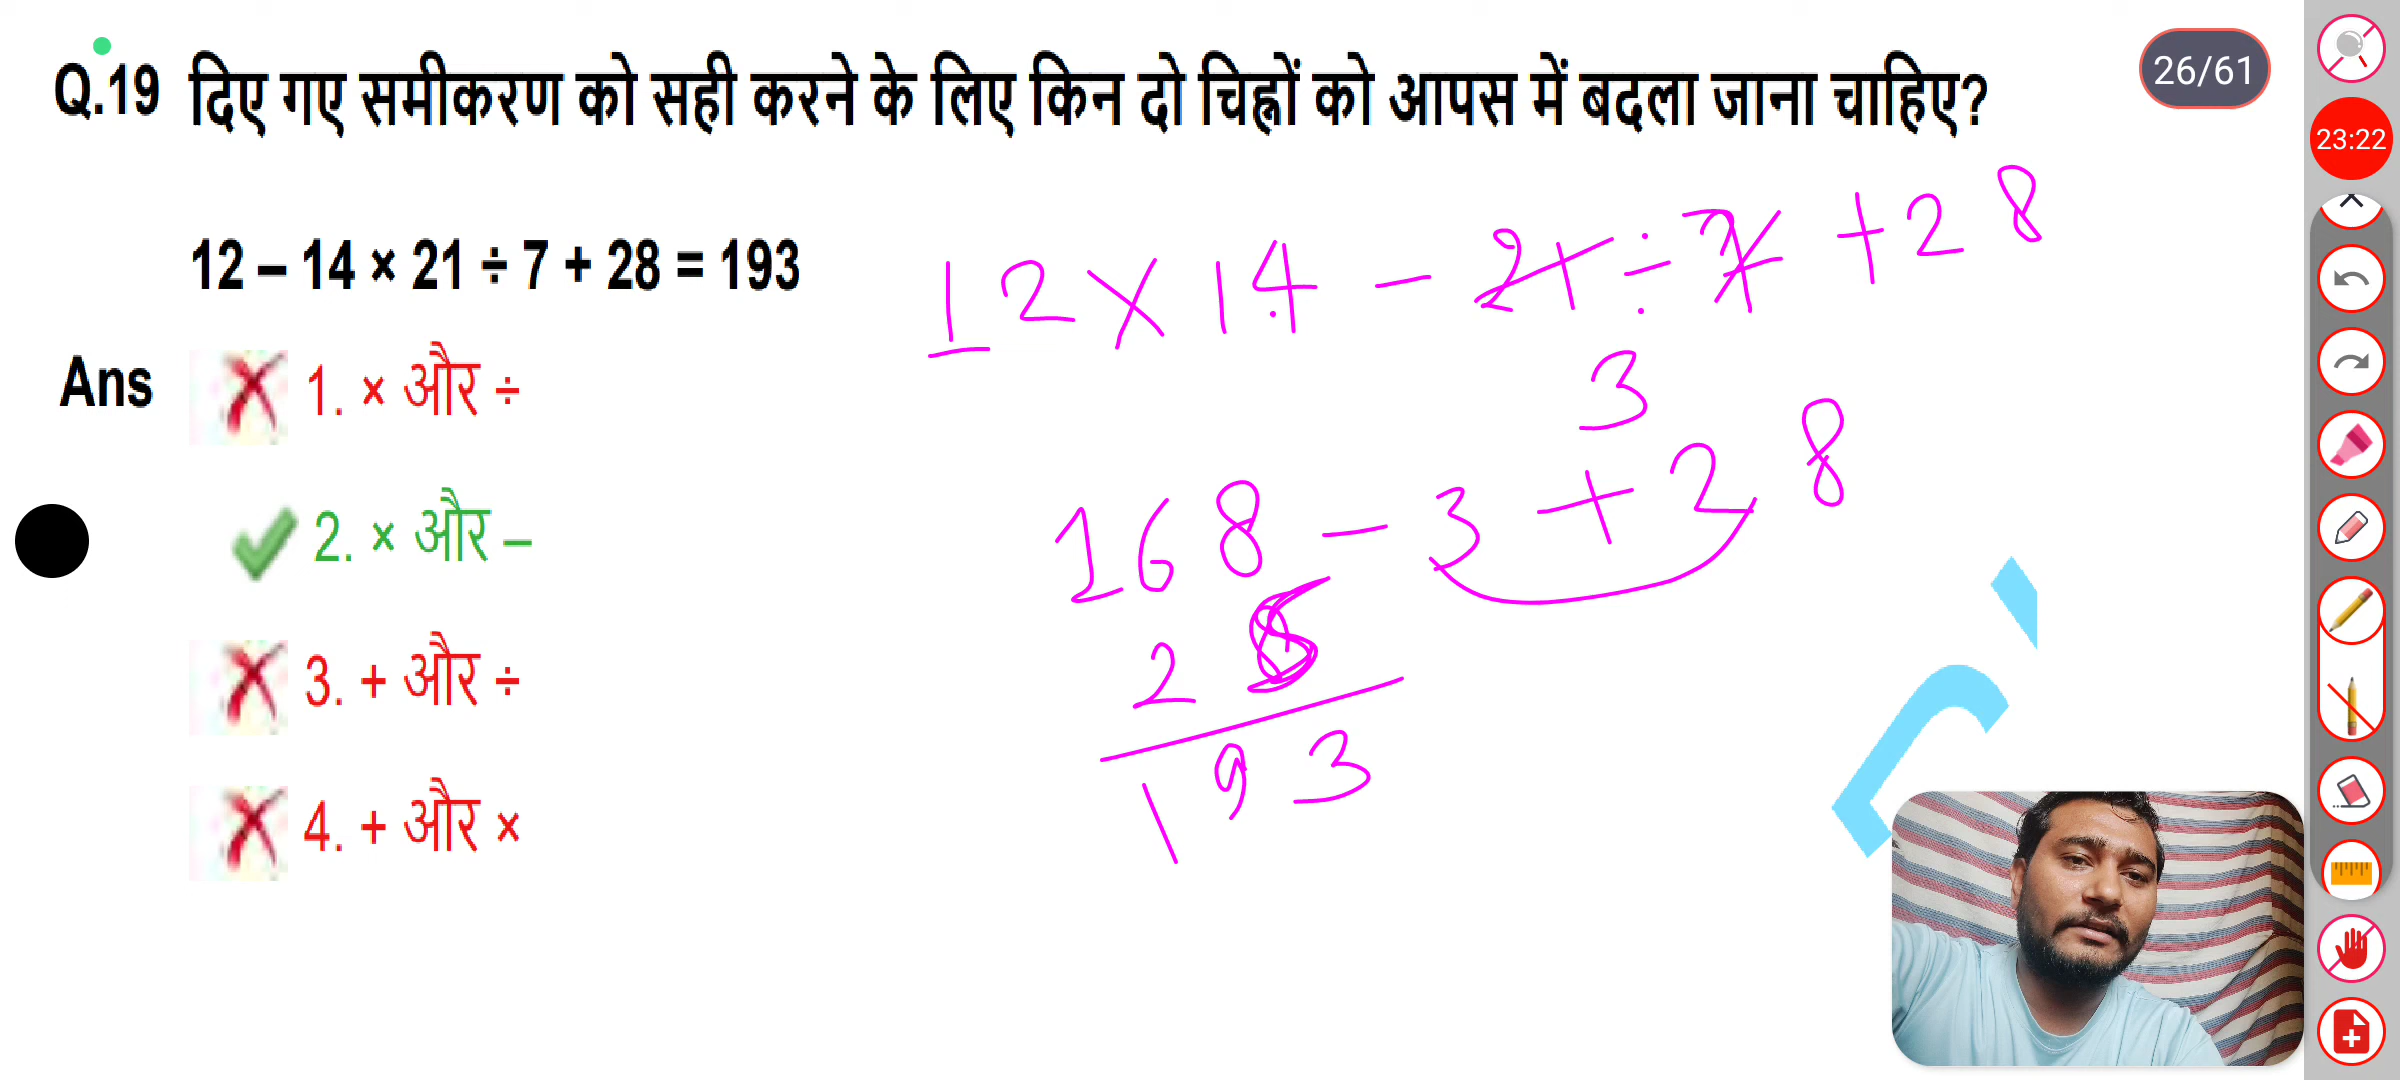 Q.19 दिए गए समीकरण को सही करने के लिए किन दो चिह्नों को आपस में बदला जाना चाहिए?
26/61
23:22
12 – 14 × 21 ÷ 7 + 28 = 193
12 × 14 – 21 ÷ 7 + 28
3
Ans
1. × और ÷
2. × और –
3. + और ÷
4. + और ×
168 – 3 + 28
2
193